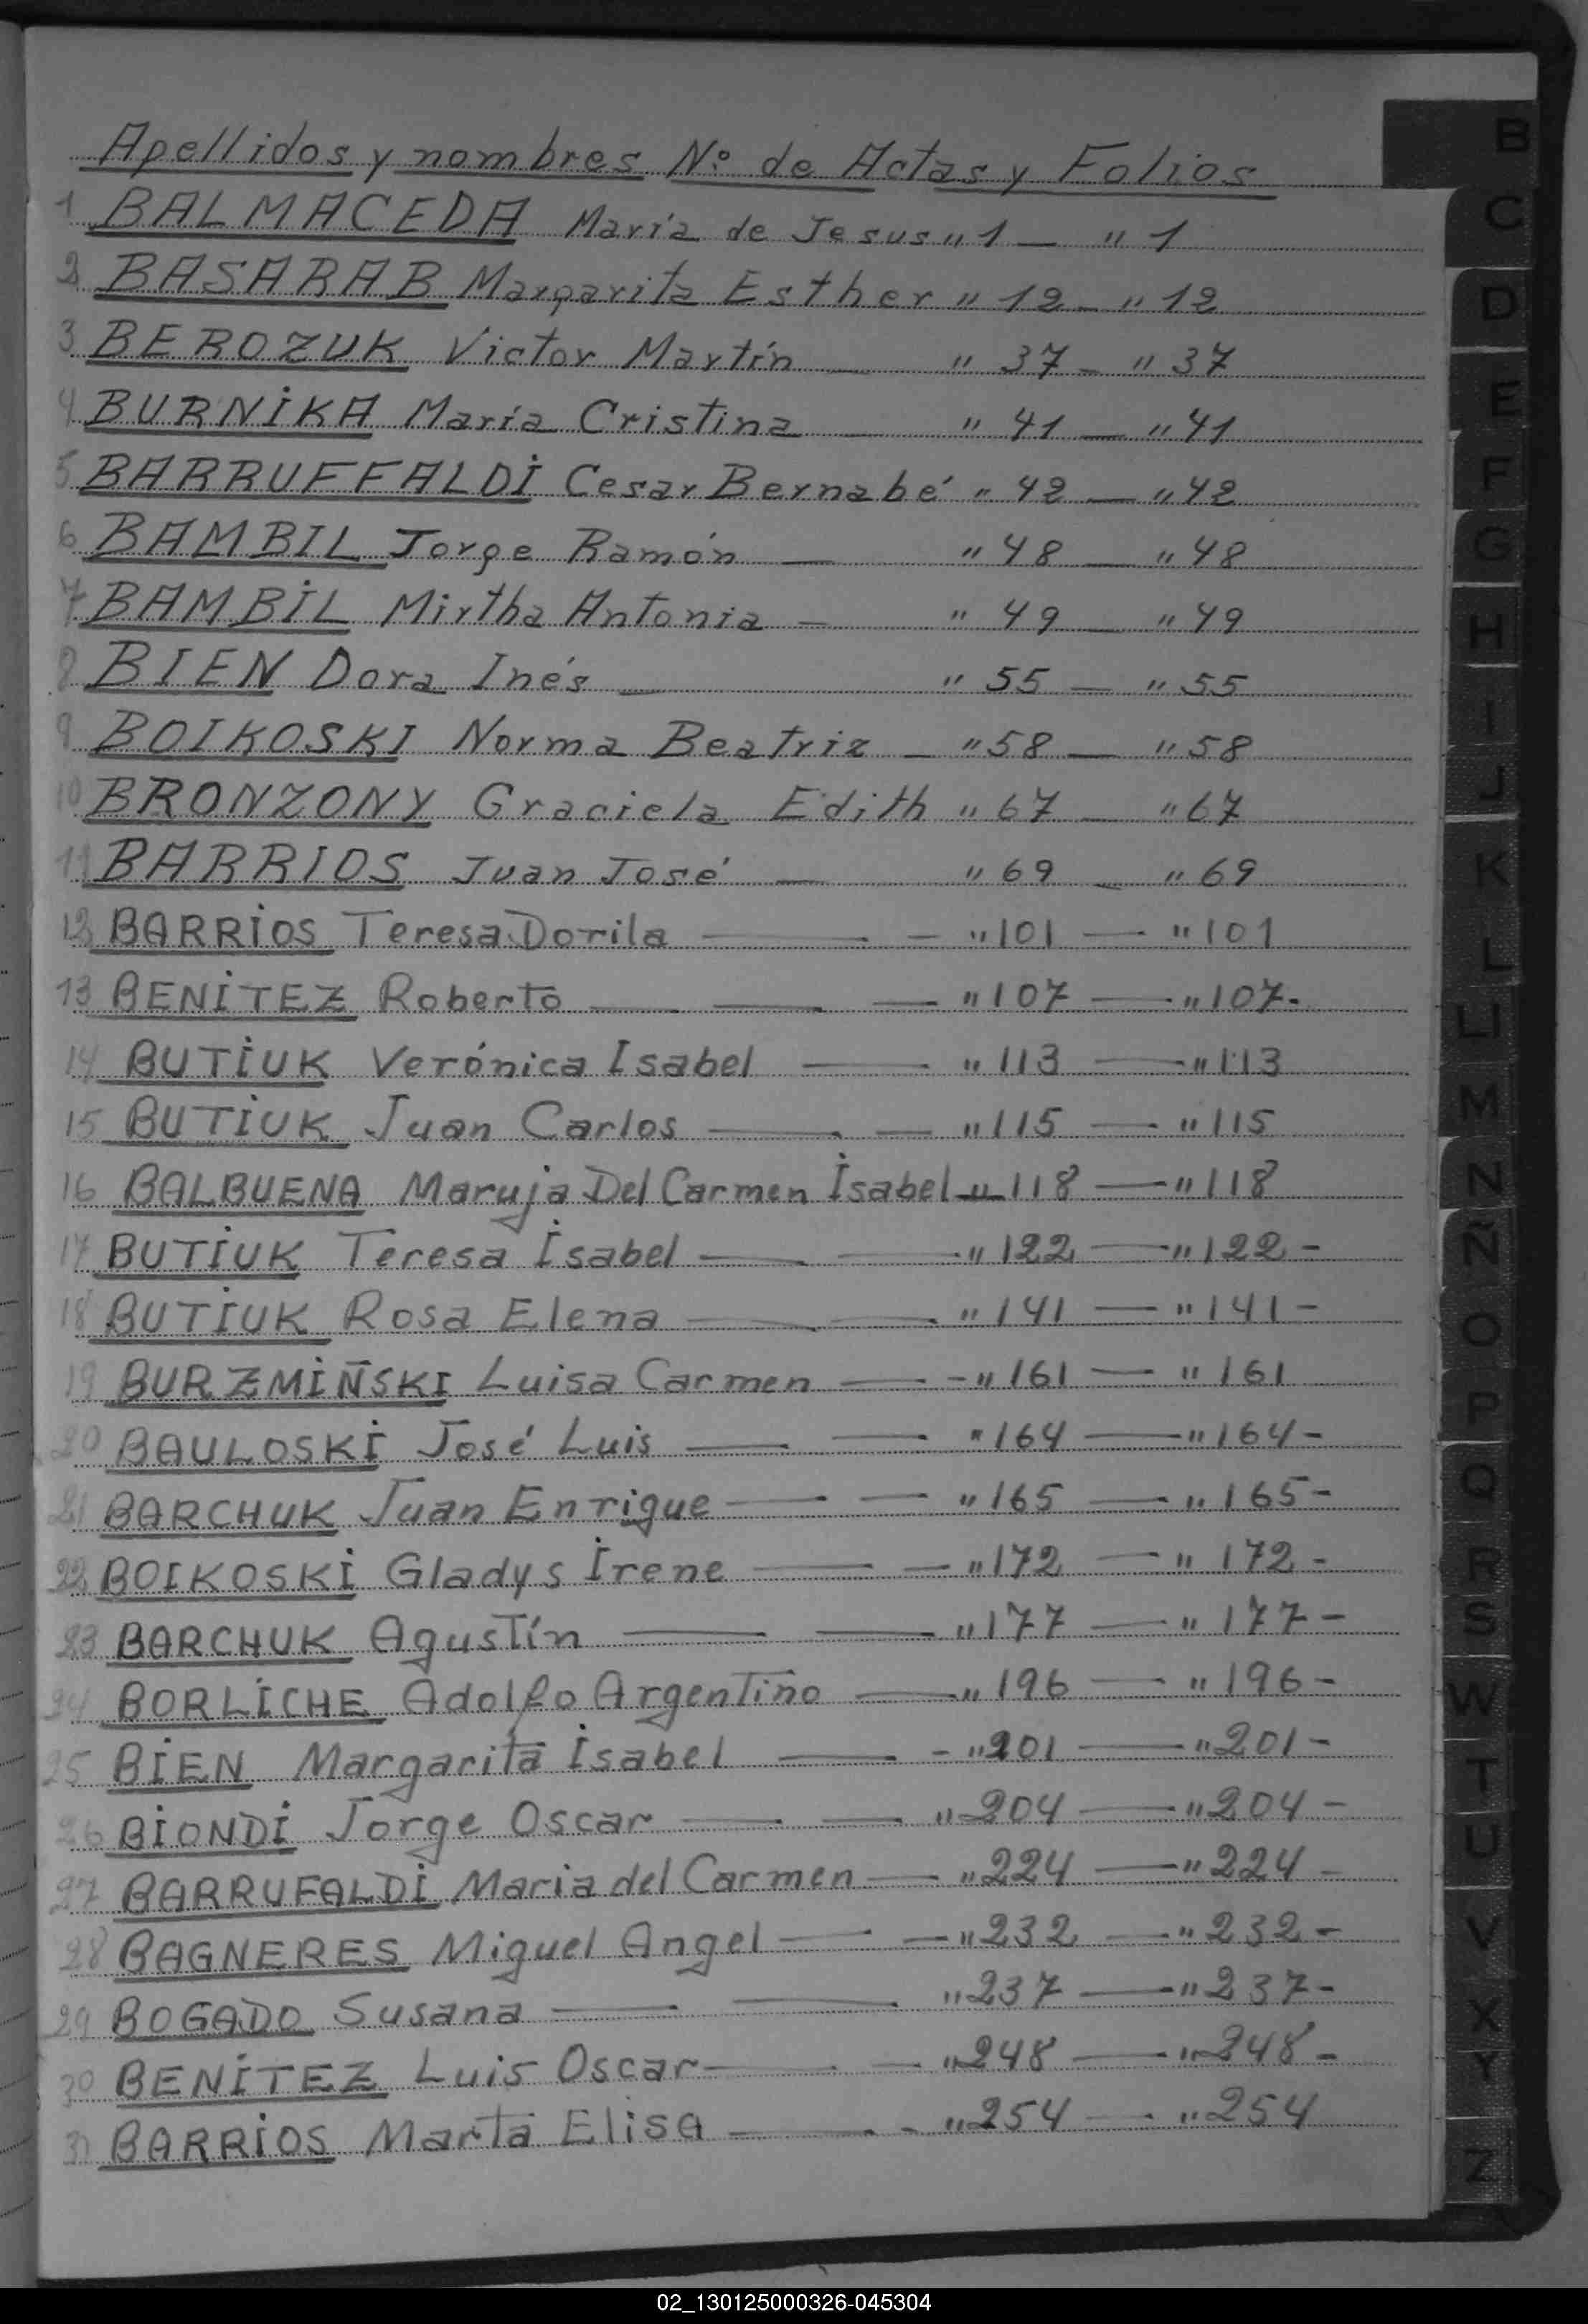 Apellidos y nombres Nº de Actas y Folios
1 BALMACEDA María de Jesus " 1 — " 1
2 BASARAB Margarita Esther " 12 — " 12
3 BEROZUK Victor Martín — " 37 — " 37
4 BURNIKA María Cristina — " 41 — " 41
5 BARRUFFALDI Cesar Bernabé " 42 — " 42
6 BAMBIL Jorge Ramón — " 48 — " 48
7 BAMBIL Mirtha Antonia — " 49 — " 49
8 BIEN Dora Inés — " 55 — " 55
9 BOIKOSKI Norma Beatriz — " 58 — " 58
10 BRONZONY Graciela Edith " 67 — " 67
11 BARRIOS Juan José — " 69 — " 69
12 BARRIOS Teresa Dorila — — " 101 — " 101
13 BENITEZ Roberto — — — " 107 — " 107-
14 BUTIUK Verónica Isabel — " 113 — " 113
15 BUTIUK Juan Carlos — — " 115 — " 115
16 BALBUENA Maruja Del Carmen Isabel — " 118 — " 118
17 BUTIUK Teresa Isabel — — " 122 — " 122 -
18 BUTIUK Rosa Elena — — " 141 — " 141 -
19 BURZMIÑSKI Luisa Carmen — - " 161 — " 161
20 BAULOSKI José Luis — — " 164 — " 164 -
21 BARCHUK Juan Enrique — — " 165 — " 165 -
22 BOIKOSKI Gladys Irene — — " 172 — " 172 -
23 BARCHUK Agustín — — " 177 — " 177 -
24 BORLICHE Adolfo Argentino — " 196 — " 196 -
25 BIEN Margarita Isabel — - " 201 — " 201 -
26 BIONDI Jorge Oscar — — " 204 — " 204 -
27 BARRUFALDI Maria del Carmen — " 224 — " 224 -
28 BAGNERES Miguel Angel — — " 232 — " 232 -
29 BOGADO Susana — — " 237 — " 237 -
30 BENITEZ Luis Oscar — — " 248 — " 248 -
31 BARRIOS Marta Elisa — - " 254 — " 254
B
C
D
E
F
G
H
I
J
K
L
Ll
M
N
Ñ
O
P
Q
R
S
W
T
U
V
X
Y
Z
02_130125000326-045304